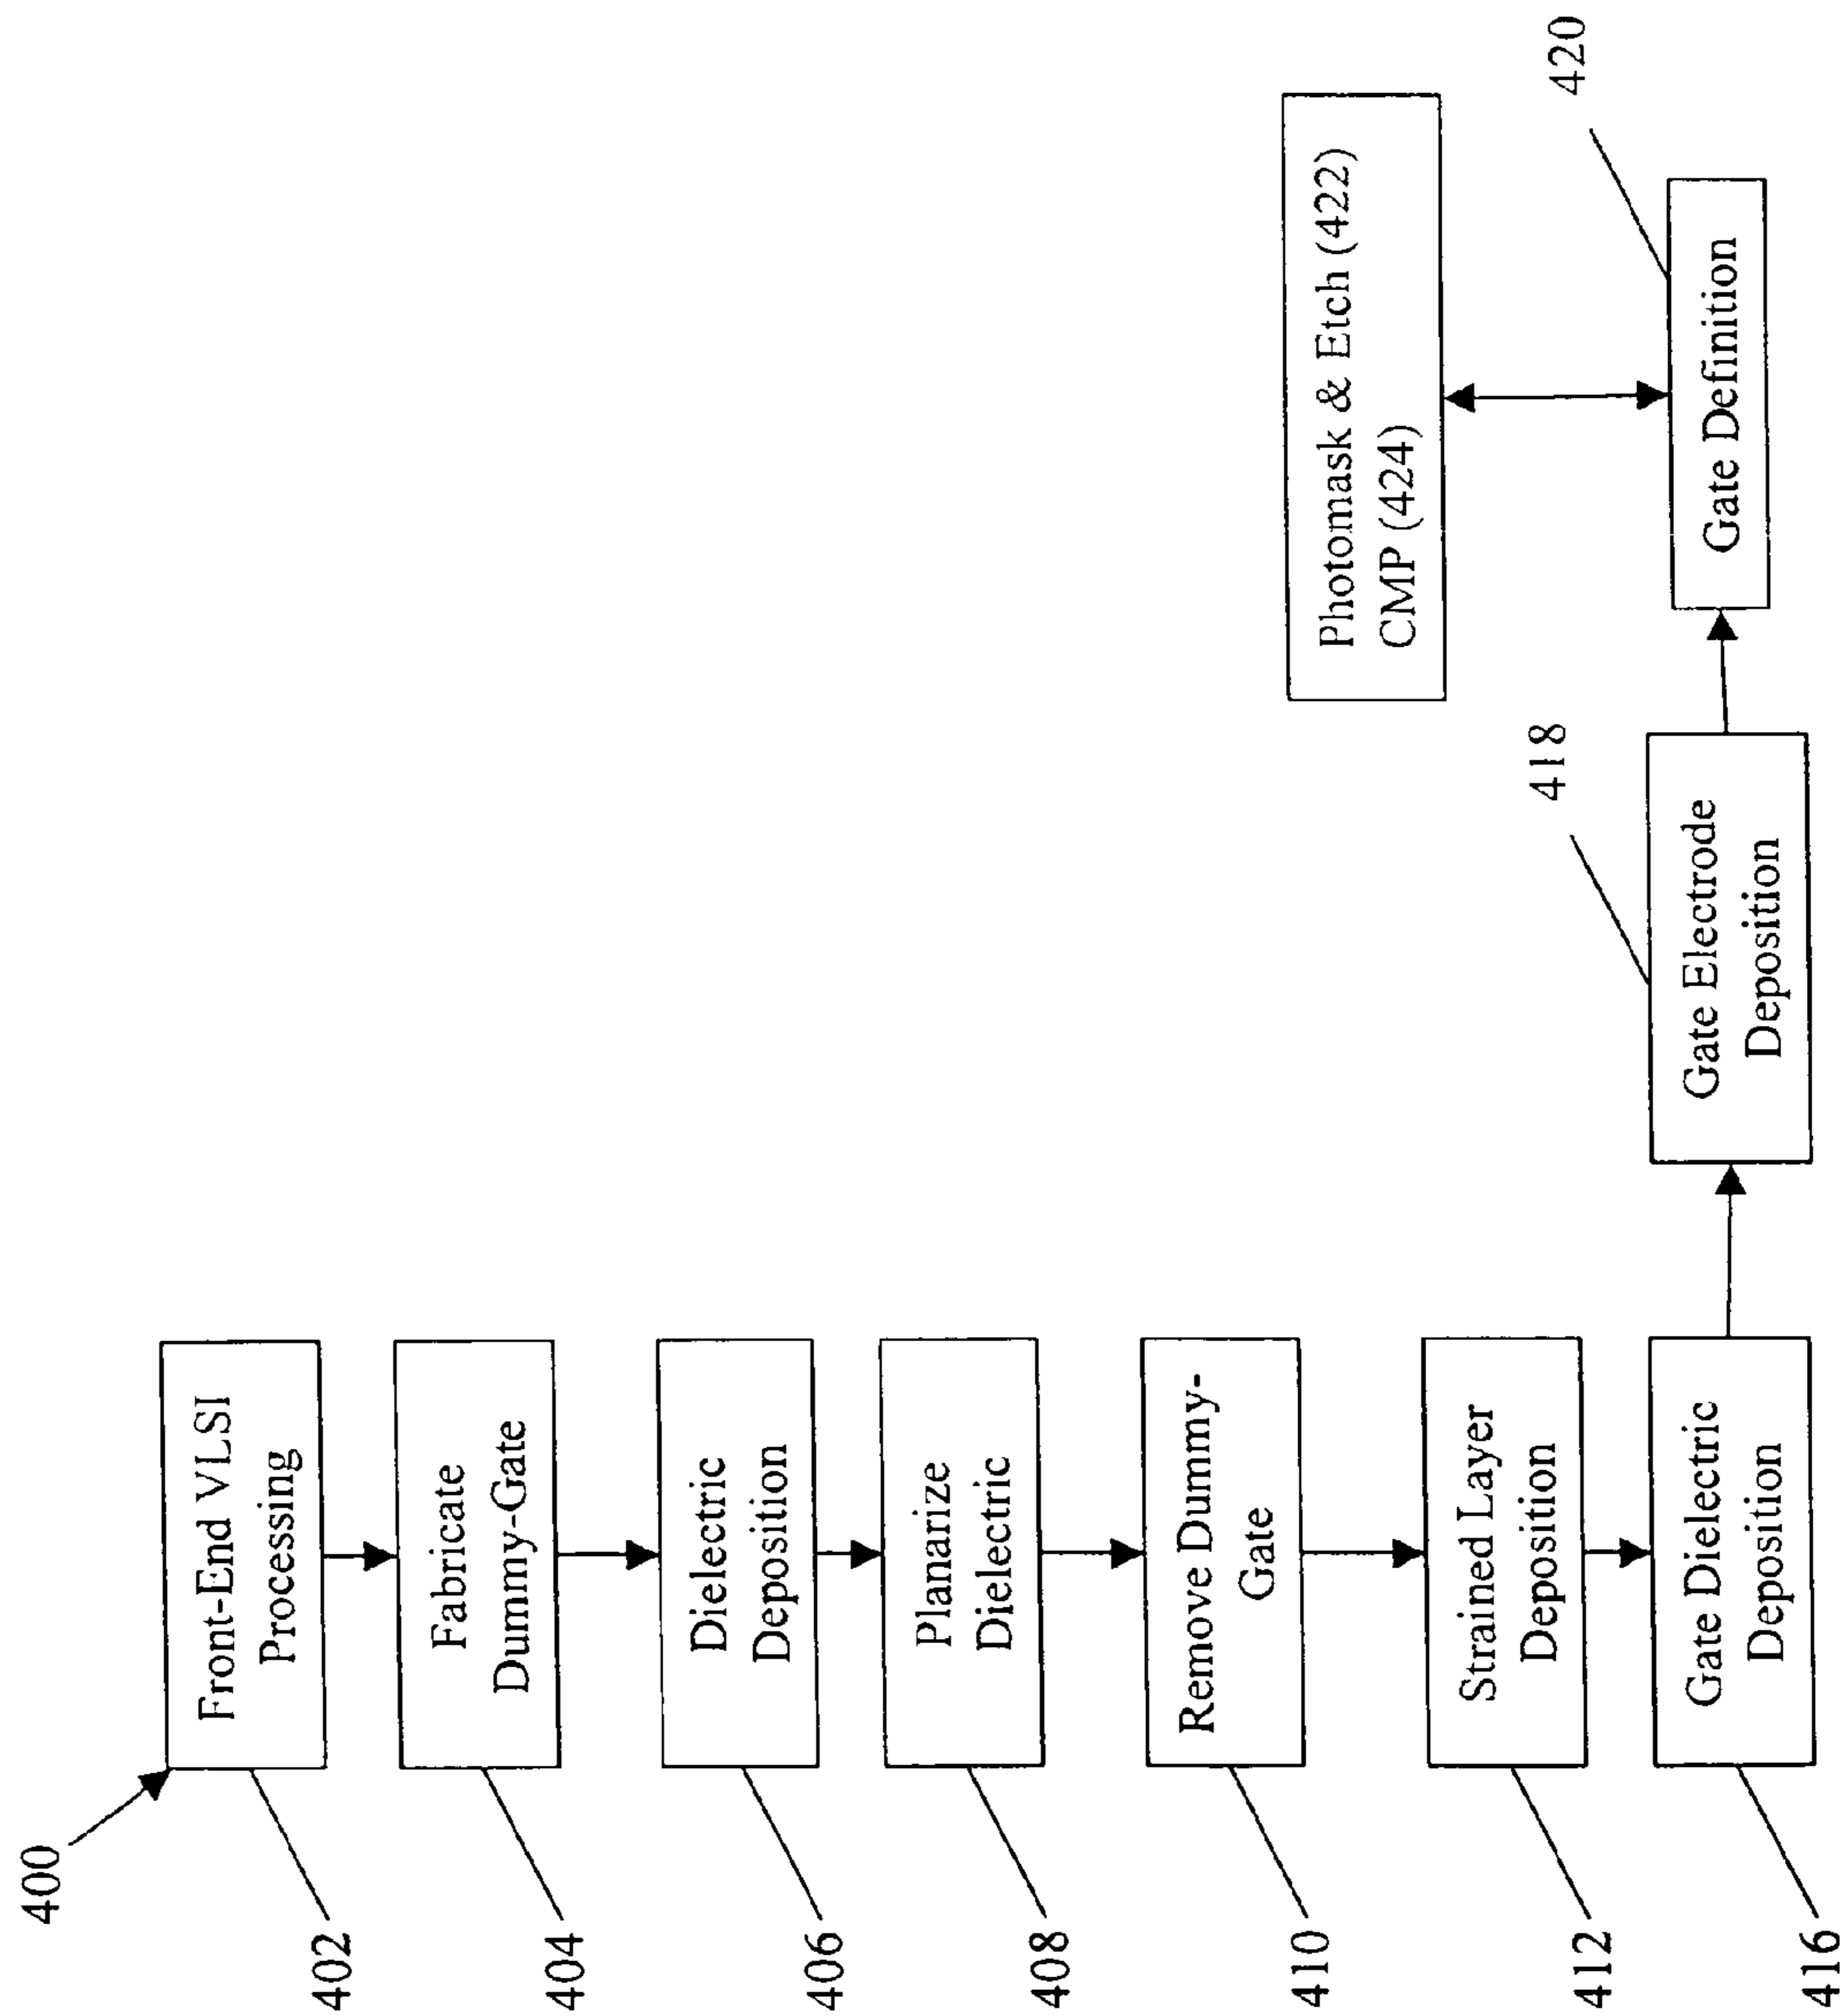 400
402
Front-End VLSI
Processing
404
Fabricate
Dummy-Gate
406
Dielectric
Deposition
408
Planarize
Dielectric
410
Remove Dummy-
Gate
412
Strained Layer
Deposition
416
Gate Dielectric
Deposition
418
Gate Electrode
Deposition
420
Gate Definition
Photomask & Etch (422)
CMP (424)